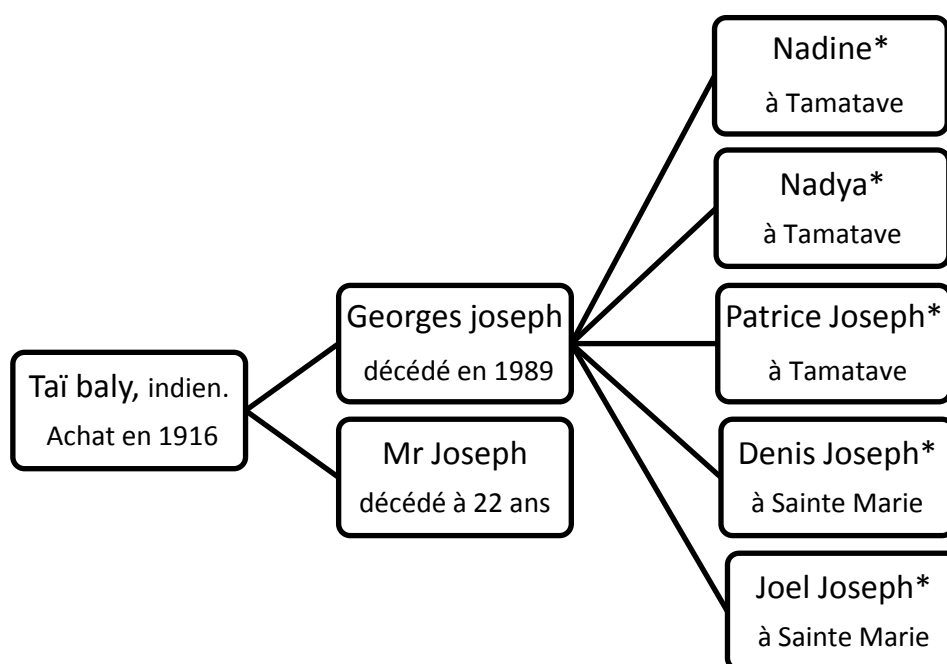 Taï baly, indien.
Achat en 1916
Georges joseph
décédé en 1989
Mr Joseph
décédé à 22 ans
Nadine*
à Tamatave
Nadya*
à Tamatave
Patrice Joseph*
à Tamatave
Denis Joseph*
à Sainte Marie
Joel Joseph*
à Sainte Marie